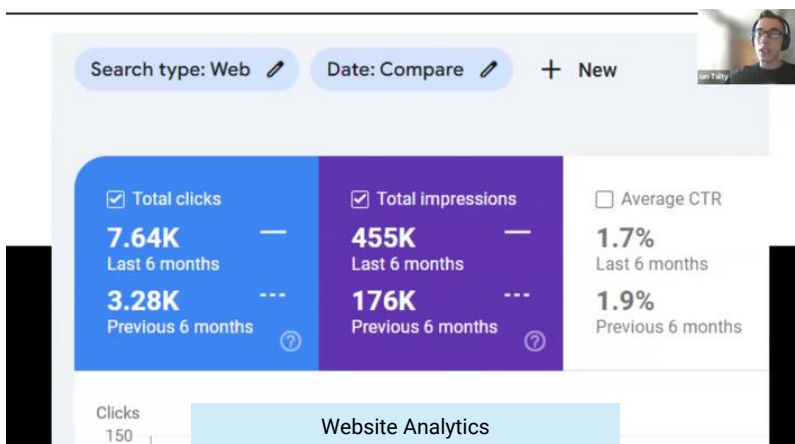 Search type: Web
Date: Compare
+ New
Ian Talty
Total clicks
7.64K
Last 6 months
3.28K
Previous 6 months
Total impressions
455K
Last 6 months
176K
Previous 6 months
Average CTR
1.7%
Last 6 months
1.9%
Previous 6 months
Clicks
150
Website Analytics